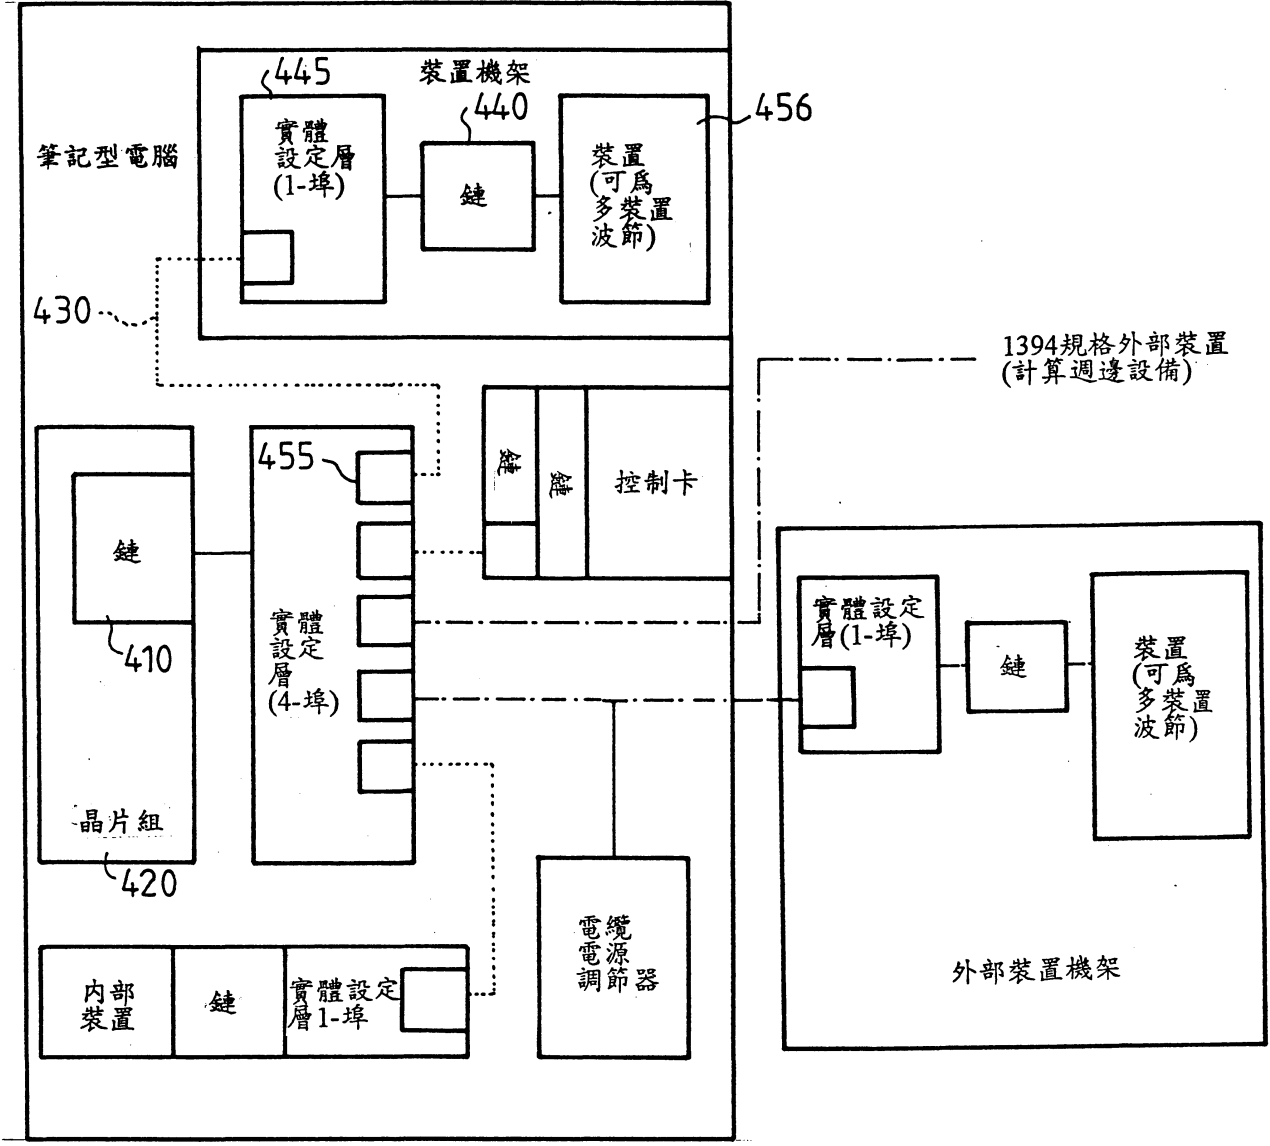 筆記型電腦
裝置機架
445
實體
設定層
(1-埠)
440
鏈
456
裝置
(可爲
多裝置
波節)
430
1394規格外部裝置
(計算週邊設備)
455
鏈
鏈
控制卡
鏈
410
實體
設定
層
(4-埠)
晶片組
420
實體設定
層(1-埠)
鏈
裝置
(可爲
多裝置
波節)
外部裝置機架
內部
裝置
鏈
實體設定
層1-埠
電纜
電源
調節器